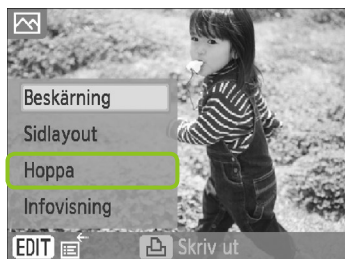 Beskärning
Sidlayout
Hoppa
Infovisning
EDIT Skriv ut